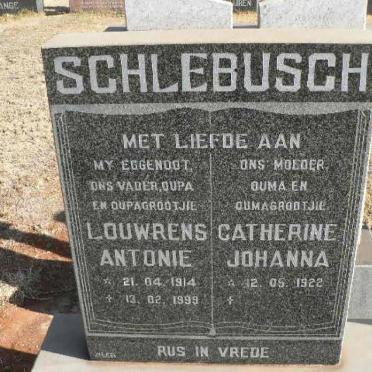 SCHLEBUSCH
MET LIEFDE AAN
MY EGGENOOT,
ONS VADER, OUPA
EN OUPAGROOTJIE
LOUWRENS
ANTONIE
☆ 21. 04. 1914
+ 13. 02. 1999
ONS MOEDER,
OUMA EN
OUMAGROOTJIE
CATHERINE
JOHANNA
☆ 12. 05. 1922
+
RUS IN VREDE